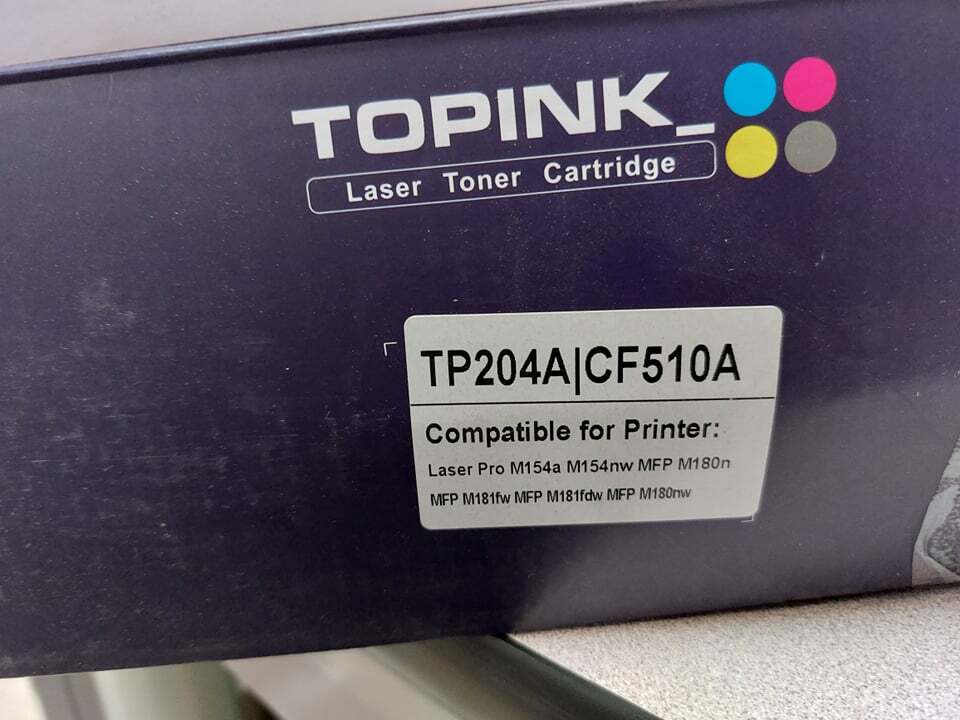 TOPINK_
Laser Toner Cartridge
TP204A|CF510A
Compatible for Printer:
Laser Pro M154a M154nw MFP M180n
MFP M181fw MFP M181fdw MFP M180nw